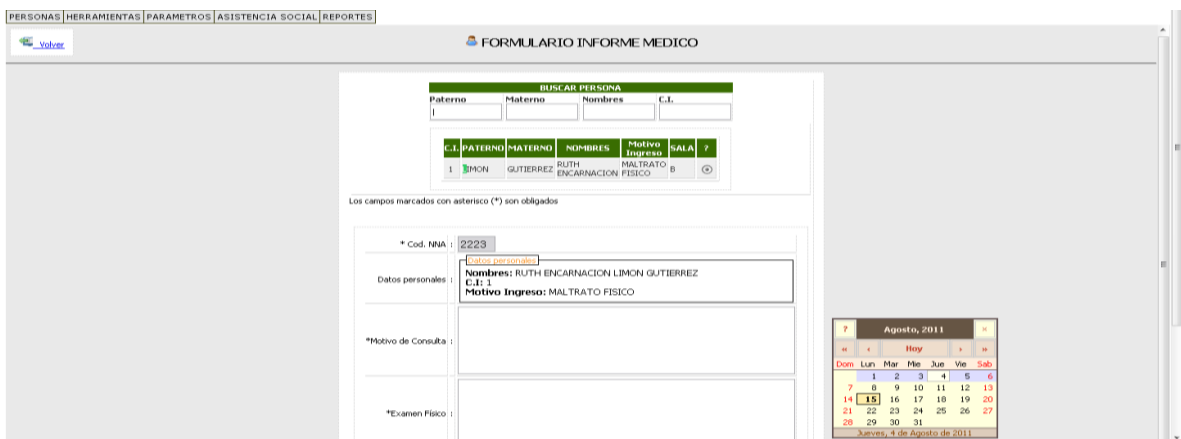 PERSONAS HERRAMIENTAS PARAMETROS ASISTENCIA SOCIAL REPORTES
Volver
FORMULARIO INFORME MEDICO
BUSCAR PERSONA
Paterno Materno Nombres C.I.
C.I. PATERNO MATERNO NOMBRES Motivo Ingreso SALA ?
1 LIMON GUTIERREZ RUTH ENCARNACION MALTRATO FISICO B
Los campos marcados con asterisco (*) son obligados
* Cod. NNA : 2223
Datos personales
Datos personales :
Nombres: RUTH ENCARNACION LIMON GUTIERREZ
C.I: 1
Motivo Ingreso: MALTRATO FISICO
*Motivo de Consulta :
*Examen Físico :
? Agosto, 2011 ×
« ‹ Hoy › »
Dom Lun Mar Mie Jue Vie Sab
1 2 3 4 5 6
7 8 9 10 11 12 13
14 15 16 17 18 19 20
21 22 23 24 25 26 27
28 29 30 31
Jueves, 4 de Agosto de 2011